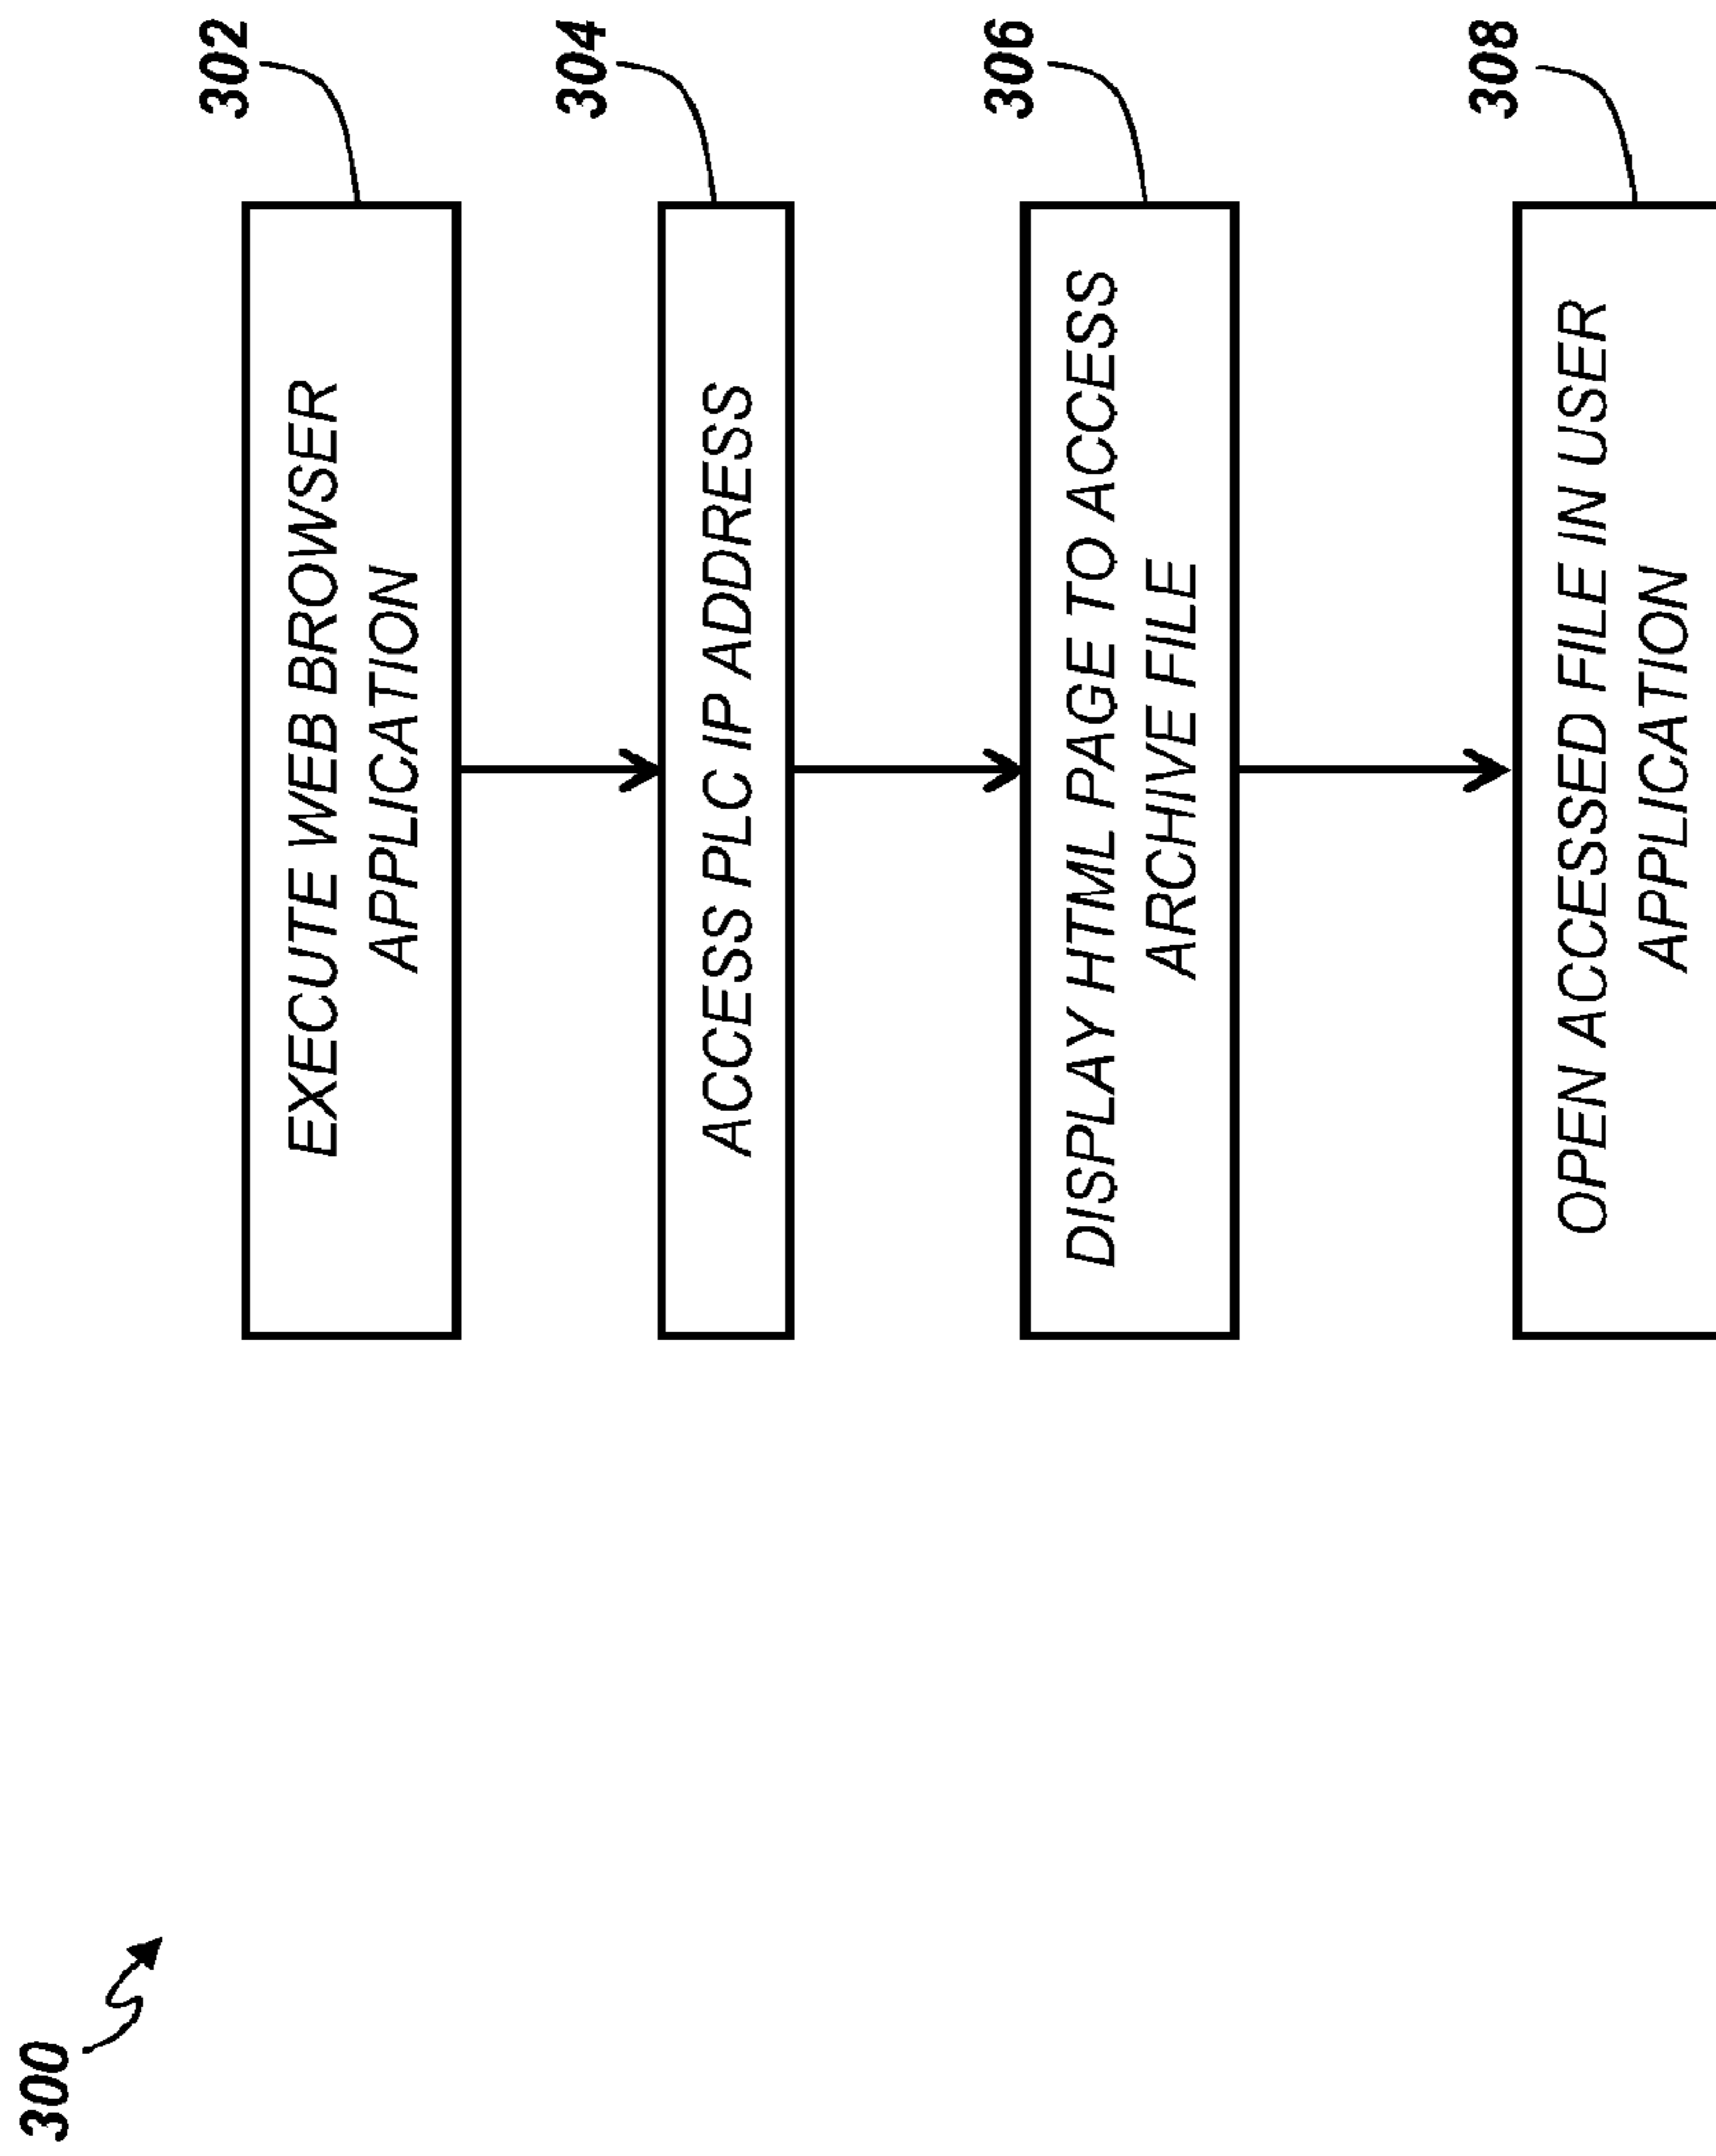 300
302
EXECUTE WEB BROWSER
APPLICATION
304
ACCESS PLC IP ADDRESS
306
DISPLAY HTML PAGE TO ACCESS
ARCHIVE FILE
308
OPEN ACCESSED FILE IN USER
APPLICATION